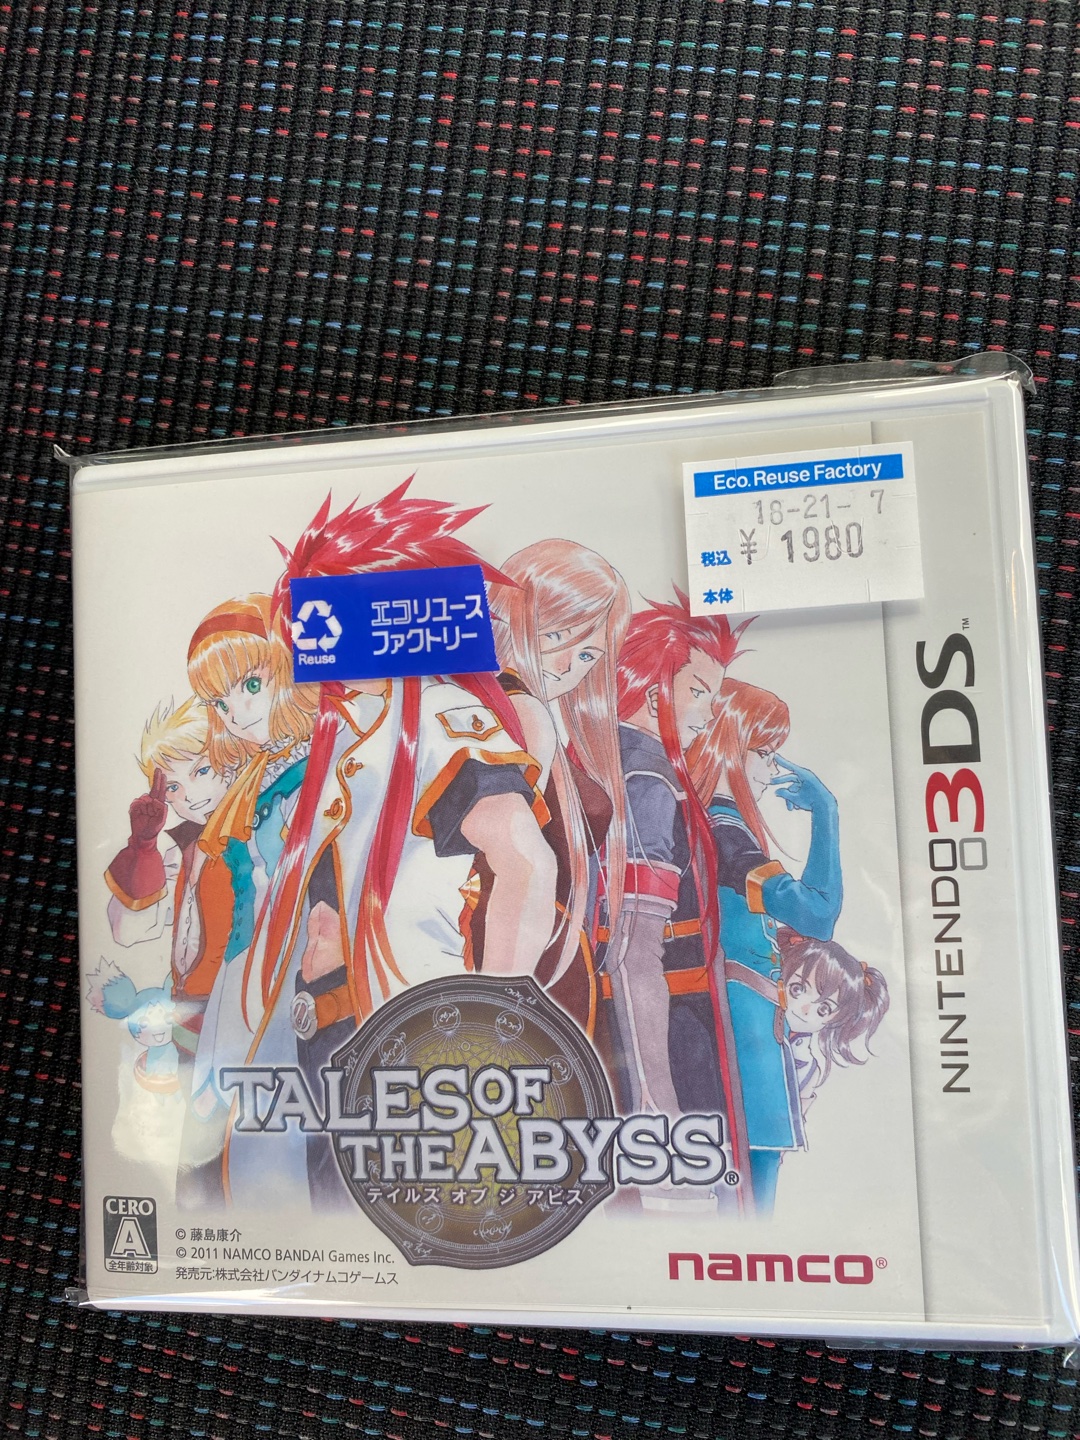 Eco.Reuse Factory
18-21- 7
税込 ¥ 1980
本体
エコリユース
ファクトリー
Reuse
NINTENDO 3DS™
TALES OF
THE ABYSS®
テイルズ オブ ジ アビス
CERO
A
全年齢対象
© 藤島康介
© 2011 NAMCO BANDAI Games Inc.
発売元:株式会社バンダイナムコゲームス
namco®